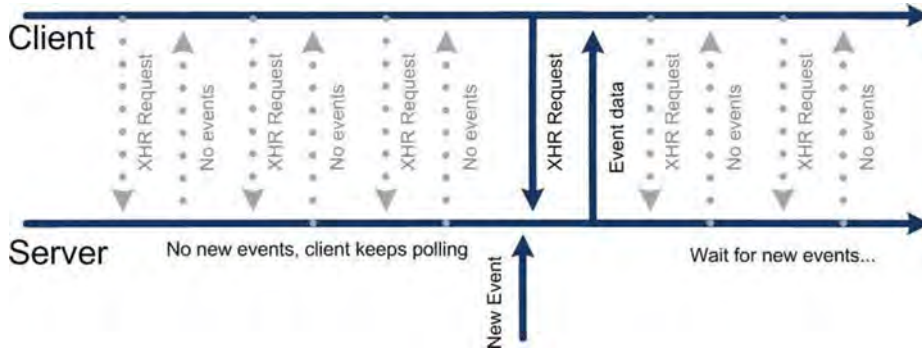 Client
XHR Request
No events
XHR Request
No events
XHR Request
No events
XHR Request
Event data
XHR Request
No events
XHR Request
No events
Server
No new events, client keeps polling
New Event
Wait for new events...